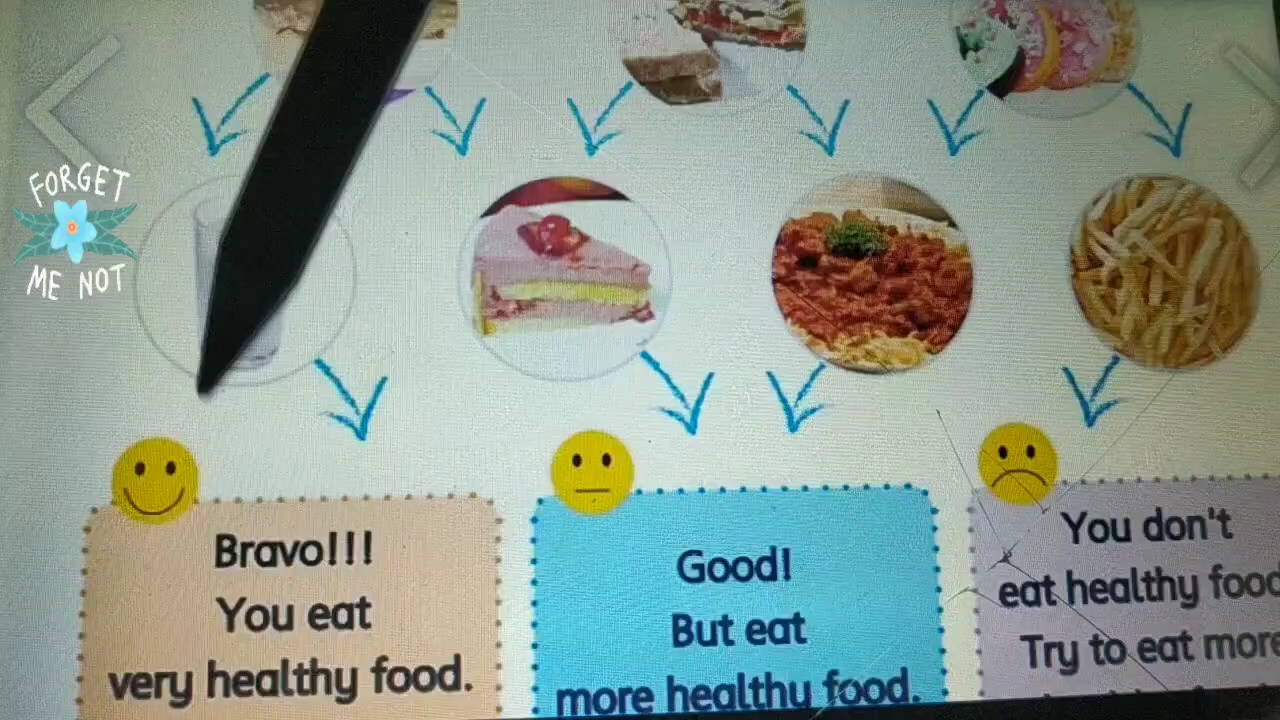 FORGET
ME NOT
Bravo!!!
You eat
very healthy food.
Good!
But eat
more healthy food.
You don't
eat healthy food
Try to eat more